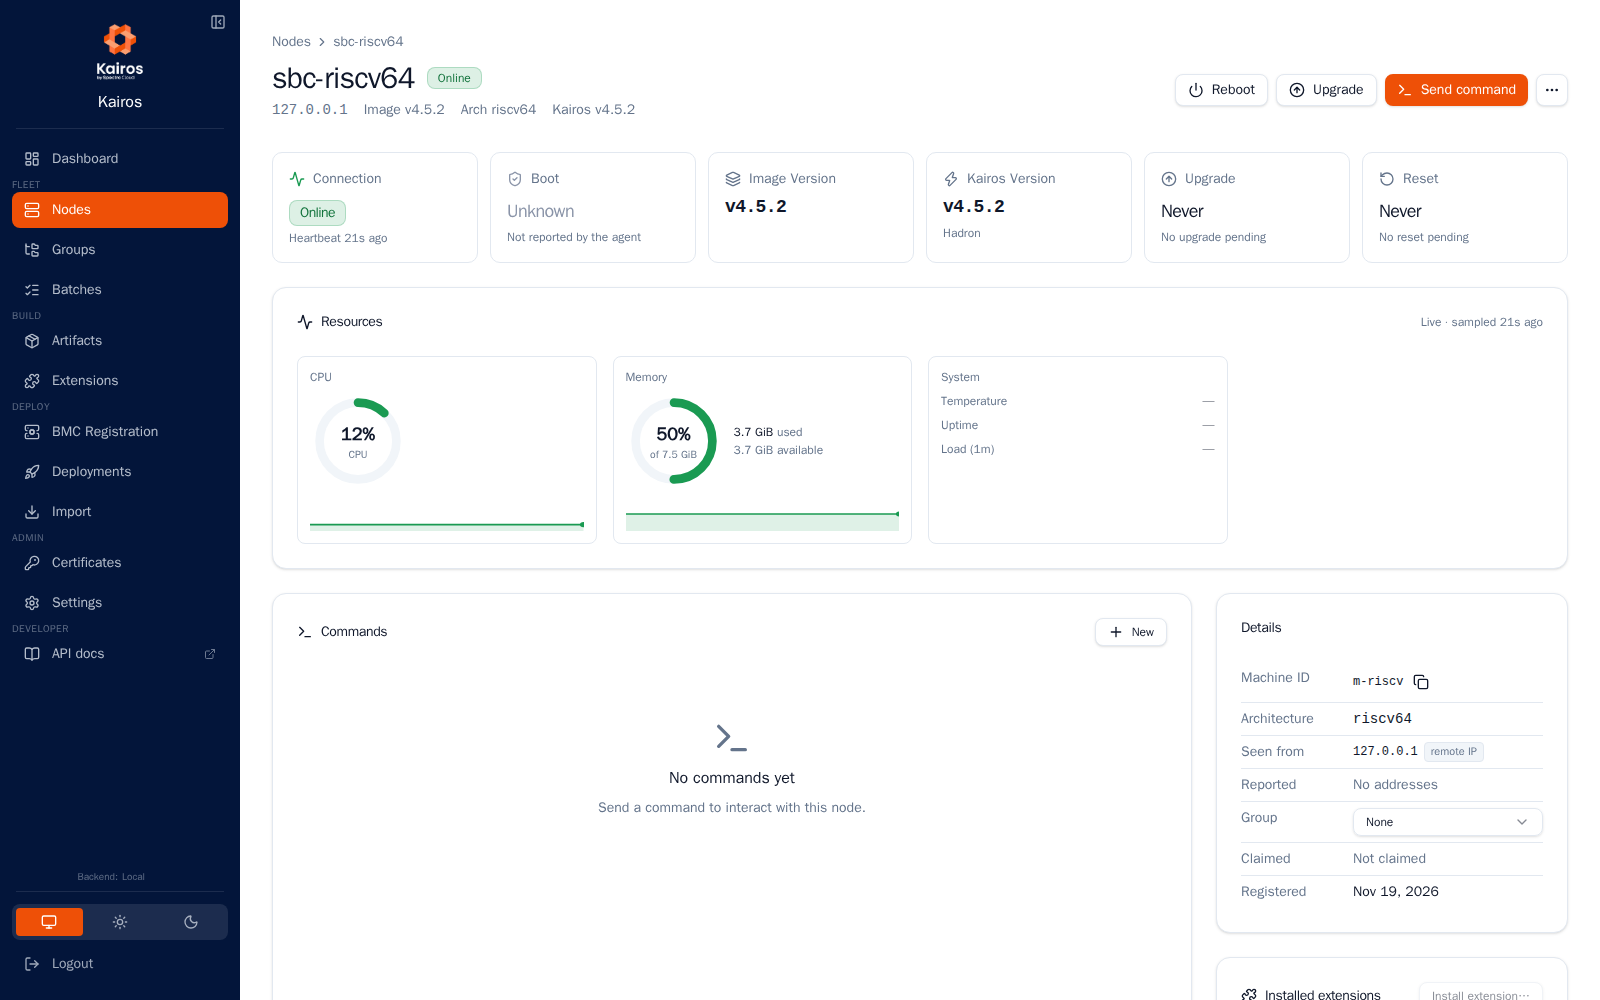 Kairos
by Spectro Cloud
Kairos
Dashboard
FLEET
Nodes
Groups
Batches
BUILD
Artifacts
Extensions
DEPLOY
BMC Registration
Deployments
Import
ADMIN
Certificates
Settings
DEVELOPER
API docs
Backend: Local
Logout
Nodes > sbc-riscv64
sbc-riscv64 Online
127.0.0.1 Image v4.5.2 Arch riscv64 Kairos v4.5.2
Reboot Upgrade Send command
Connection
Online
Heartbeat 21s ago
Boot
Unknown
Not reported by the agent
Image Version
v4.5.2
Kairos Version
v4.5.2
Hadron
Upgrade
Never
No upgrade pending
Reset
Never
No reset pending
Resources
Live · sampled 21s ago
CPU
12%
CPU
Memory
50%
of 7.5 GiB
3.7 GiB used
3.7 GiB available
System
Temperature —
Uptime —
Load (1m) —
Commands
New
No commands yet
Send a command to interact with this node.
Details
Machine ID m-riscv
Architecture riscv64
Seen from 127.0.0.1 remote IP
Reported No addresses
Group None
Claimed Not claimed
Registered Nov 19, 2026
Installed extensions Install extension···